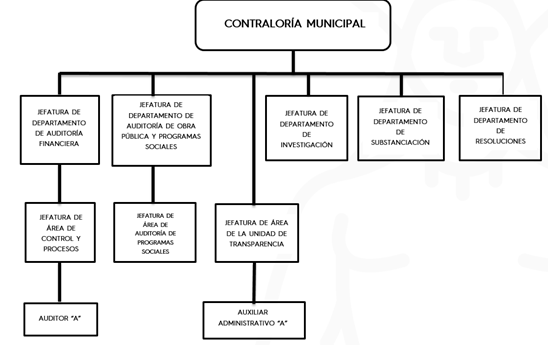 CONTRALORÍA MUNICIPAL
JEFATURA DE
DEPARTAMENTO
DE AUDITORÍA
FINANCIERA
JEFATURA DE
DEPARTAMENTO DE
AUDITORÍA DE OBRA
PÚBLICA Y PROGRAMAS
SOCIALES
JEFATURA DE
DEPARTAMENTO
DE
INVESTIGACIÓN
JEFATURA DE
DEPARTAMENTO
DE
SUBSTANCIACIÓN
JEFATURA DE
DEPARTAMENTO
DE
RESOLUCIONES
JEFATURA DE
ÁREA DE
CONTROL Y
PROCESOS
JEFATURA DE
ÁREA DE
AUDITORÍA DE
PROGRAMAS
SOCIALES
JEFATURA DE ÁREA
DE LA UNIDAD DE
TRANSPARENCIA
AUDITOR "A"
AUXILIAR
ADMINISTRATIVO "A"